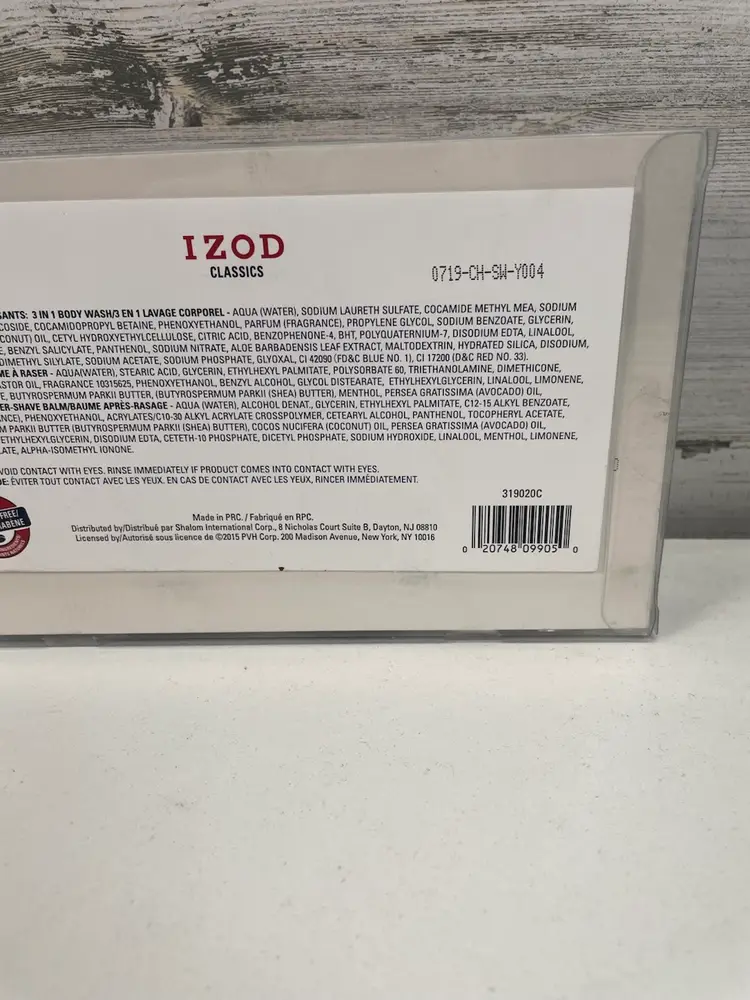 IZOD
CLASSICS
0719-CH-SW-Y004
SANTS: 3 IN 1 BODY WASH/3 EN 1 LAVAGE CORPOREL - AQUA (WATER), SODIUM LAURETH SULFATE, COCAMIDE METHYL MEA, SODIUM
COSIDE, COCAMIDOPROPYL BETAINE, PHENOXYETHANOL, PARFUM (FRAGRANCE), PROPYLENE GLYCOL, SODIUM BENZOATE, GLYCERIN,
CONUT) OIL, CETYL HYDROXYETHYLCELLULOSE, CITRIC ACID, BENZOPHENONE-4, BHT, POLYQUATERNIUM-7, DISODIUM EDTA, LINALOOL,
E, BENZYL SALICYLATE, PANTHENOL, SODIUM NITRATE, ALOE BARBADENSIS LEAF EXTRACT, MALTODEXTRIN, HYDRATED SILICA, DISODIUM,
DIMETHYL SILYLATE, SODIUM ACETATE, SODIUM PHOSPHATE, GLYOXAL, CI 42090 (FD&C BLUE NO. 1), CI 17200 (D&C RED NO. 33).
ME À RASER - AQUA(WATER), STEARIC ACID, GLYCERIN, ETHYLHEXYL PALMITATE, POLYSORBATE 60, TRIETHANOLAMINE, DIMETHICONE,
ASTOR OIL, FRAGRANCE 10315625, PHENOXYETHANOL, BENZYL ALCOHOL, GLYCOL DISTEARATE, ETHYLHEXYLGLYCERIN, LINALOOL, LIMONENE,
E, BUTYROSPERMUM PARKII BUTTER, (BUTYROSPERMUM PARKII (SHEA) BUTTER), MENTHOL, PERSEA GRATISSIMA (AVOCADO) OIL,
ER-SHAVE BALM/BAUME APRÈS-RASAGE - AQUA (WATER), ALCOHOL DENAT., GLYCERIN, ETHYLHEXYL PALMITATE, C12-15 ALKYL BENZOATE,
NCE), PHENOXYETHANOL, ACRYLATES/C10-30 ALKYL ACRYLATE CROSSPOLYMER, CETEARYL ALCOHOL, PANTHENOL, TOCOPHERYL ACETATE,
M PARKII BUTTER (BUTYROSPERMUM PARKII (SHEA) BUTTER), COCOS NUCIFERA (COCONUT) OIL, PERSEA GRATISSIMA (AVOCADO) OIL,
ETHYLHEXYLGLYCERIN, DISODIUM EDTA, CETETH-10 PHOSPHATE, DICETYL PHOSPHATE, SODIUM HYDROXIDE, LINALOOL, MENTHOL, LIMONENE,
LATE, ALPHA-ISOMETHYL IONONE.
VOID CONTACT WITH EYES. RINSE IMMEDIATELY IF PRODUCT COMES INTO CONTACT WITH EYES.
DE: ÉVITER TOUT CONTACT AVEC LES YEUX. EN CAS DE CONTACT AVEC LES YEUX, RINCER IMMÉDIATEMENT.
FREE/
ABENE
Made in PRC. / Fabriqué en RPC.
Distributed by/Distribué par Shalom International Corp., 8 Nicholas Court Suite B, Dayton, NJ 08810
Licensed by/Autorisé sous licence de ©2015 PVH Corp. 200 Madison Avenue, New York, NY 10016
319020C
0 20748 09905 0